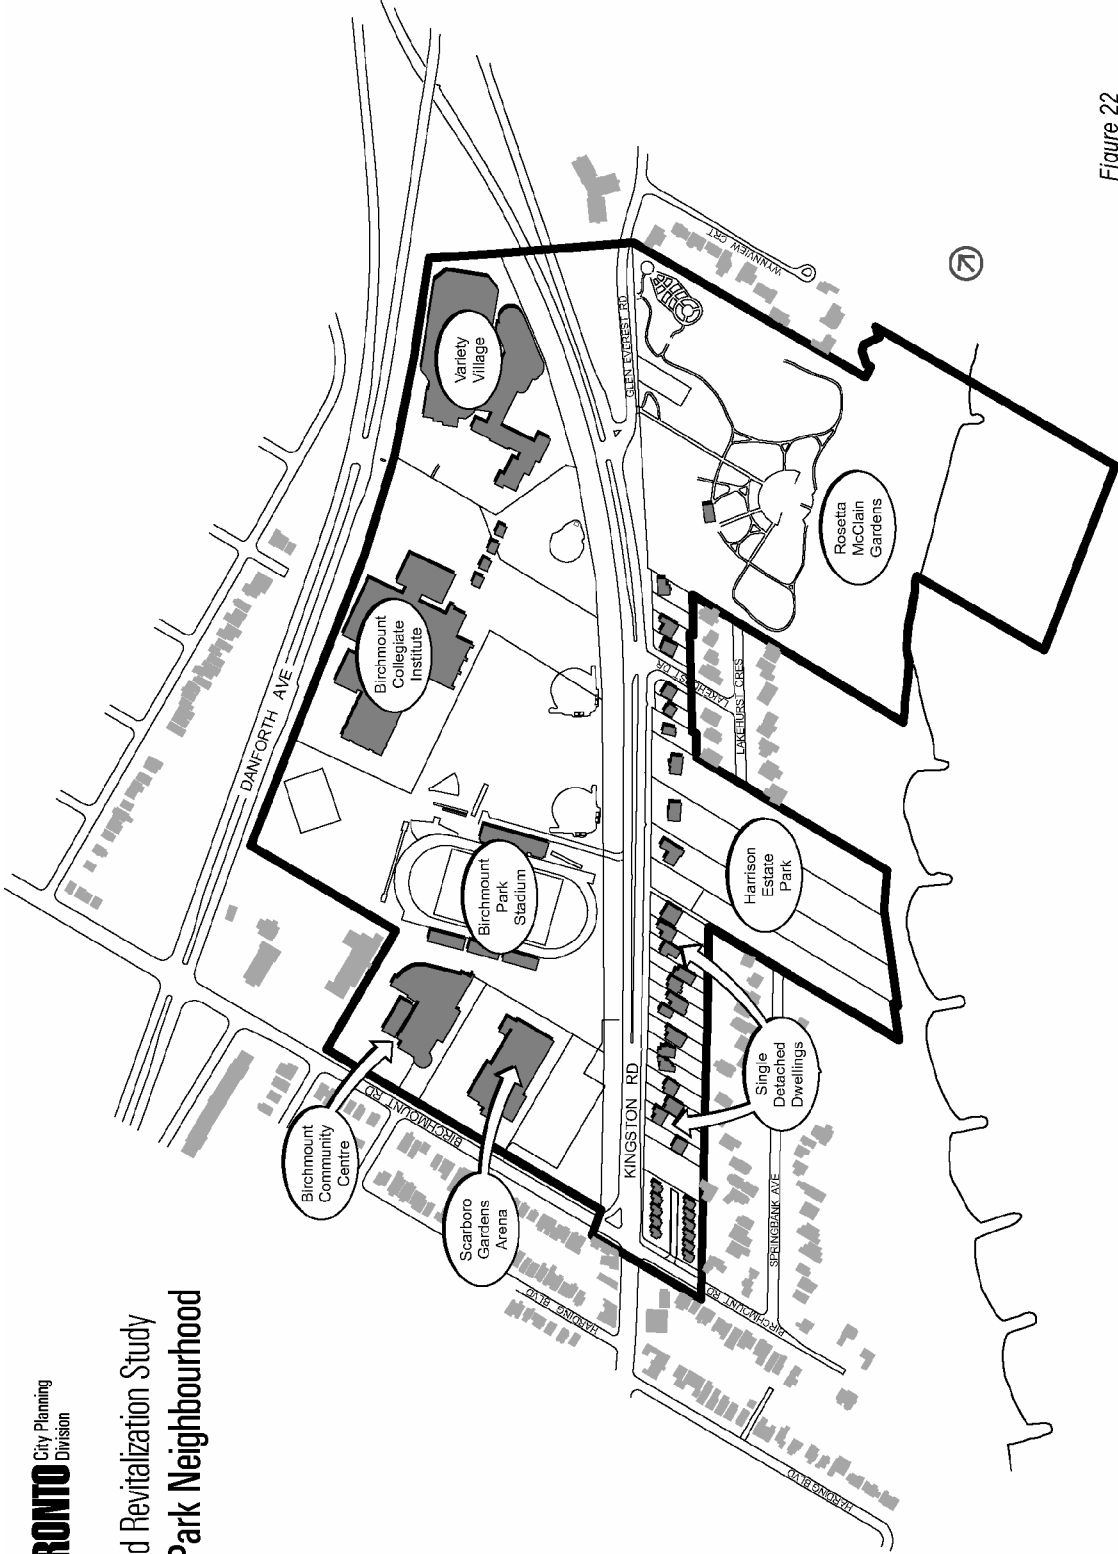 RONTO
City Planning
Division
d Revitalization Study
Park Neighbourhood
DANFORTH AVE
Variety
Village
Birchmount
Collegiate
Institute
Birchmount
Park
Stadium
Birchmount
Community
Centre
Scarboro
Gardens
Arena
BIRCHMOUNT RD
HARDING BLVD
KINGSTON RD
GLEN EVEREST RD
WYNNVIEW CRT
Rosetta
McClain
Gardens
LAKEHURST DR
LAKEHURST CRES
Harrison
Estate
Park
Single
Detached
Dwellings
SPRINGBANK AVE
BIRCHMOUNT RD
HARDING BLVD
Figure 22